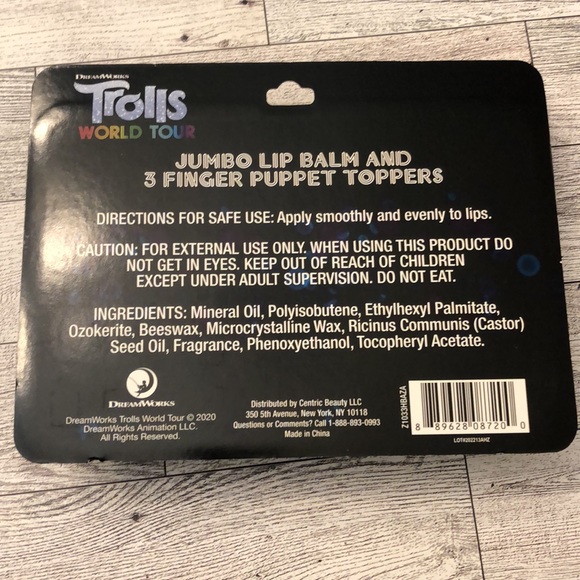 DREAMWORKS
Trolls
WORLD TOUR
JUMBO LIP BALM AND
3 FINGER PUPPET TOPPERS
DIRECTIONS FOR SAFE USE: Apply smoothly and evenly to lips.
CAUTION: FOR EXTERNAL USE ONLY. WHEN USING THIS PRODUCT DO
NOT GET IN EYES. KEEP OUT OF REACH OF CHILDREN
EXCEPT UNDER ADULT SUPERVISION. DO NOT EAT.
INGREDIENTS: Mineral Oil, Polyisobutene, Ethylhexyl Palmitate,
Ozokerite, Beeswax, Microcrystalline Wax, Ricinus Communis (Castor)
Seed Oil, Fragrance, Phenoxyethanol, Tocopheryl Acetate.
DREAMWORKS
DreamWorks Trolls World Tour © 2020
DreamWorks Animation LLC.
All Rights Reserved.
Distributed by Centric Beauty LLC
350 5th Avenue, New York, NY 10118
Questions or Comments? Call 1-888-893-0993
Made in China
Z1033HBAZA
8 89628 08720 0
LOT#202213AHZ